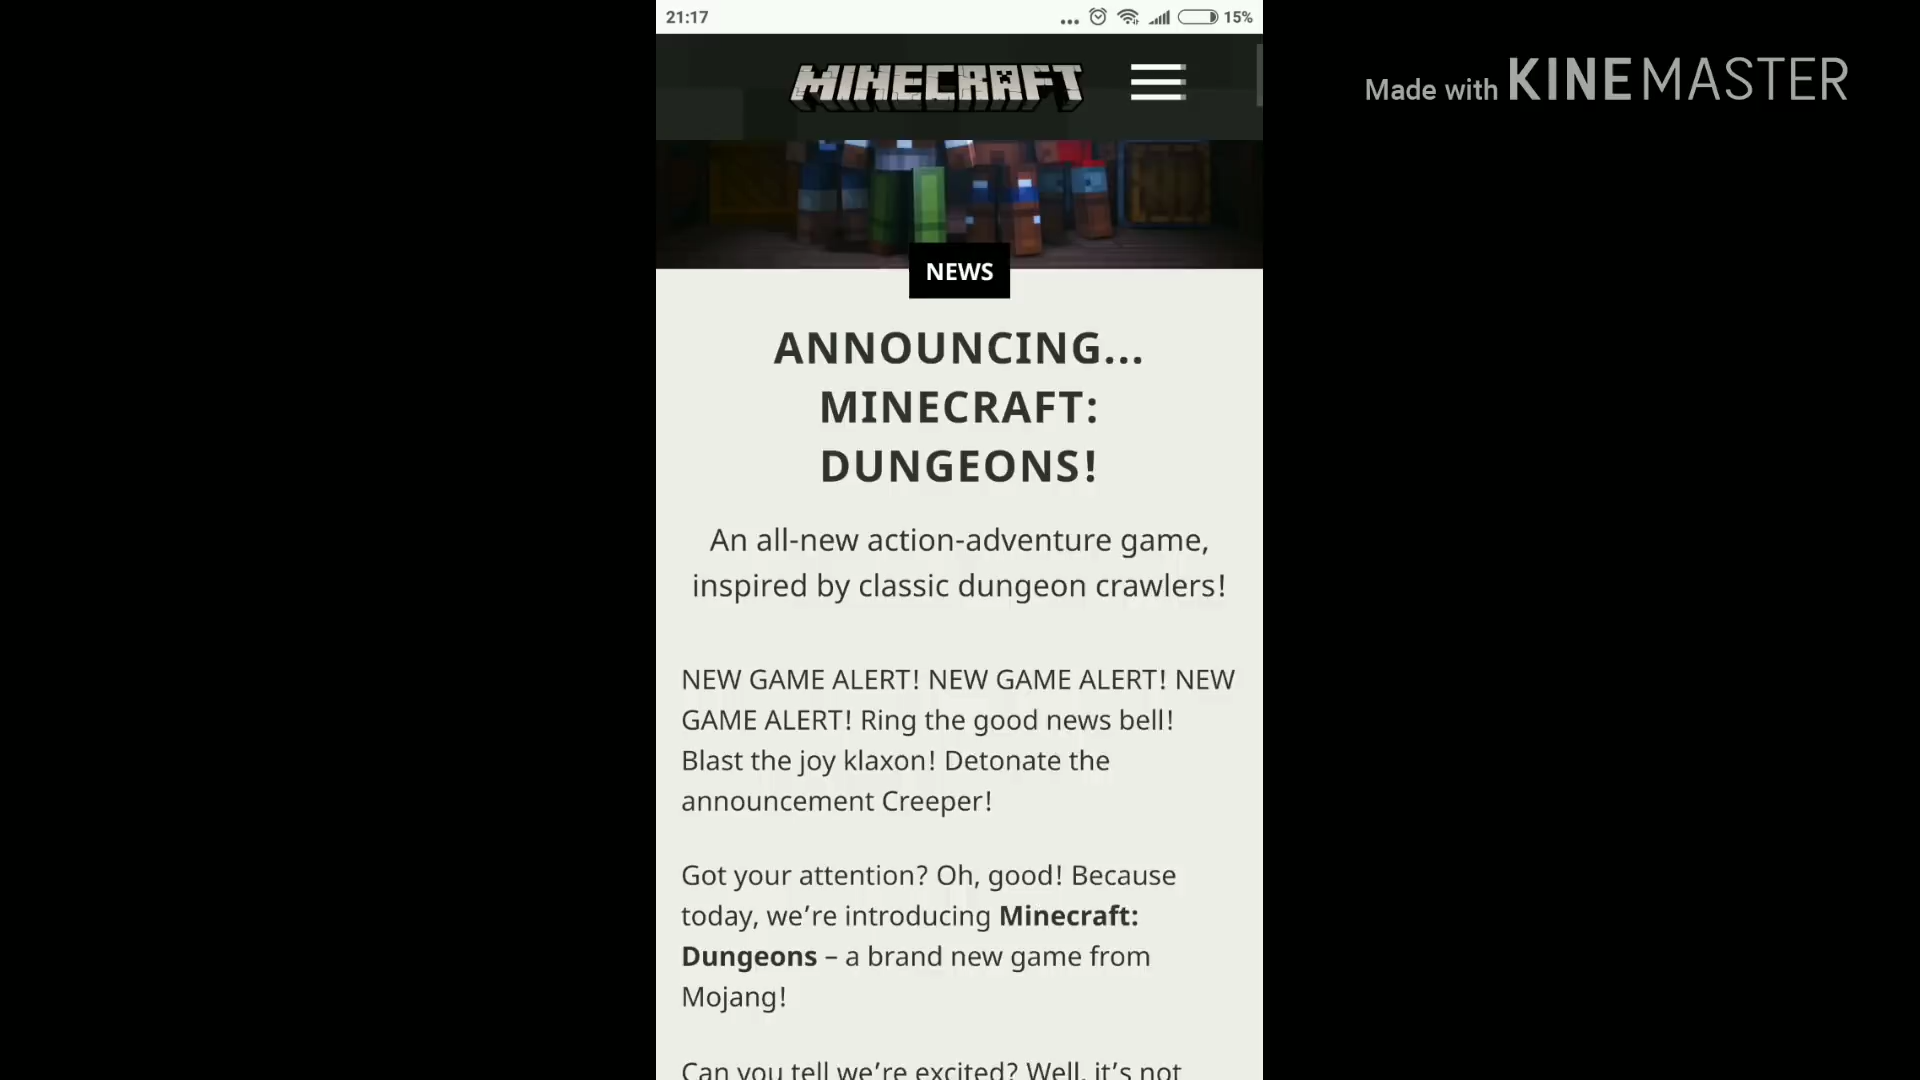 21:17
15%
Made with KINEMASTER
MINECRAFT
NEWS
ANNOUNCING...
MINECRAFT:
DUNGEONS!
An all-new action-adventure game,
inspired by classic dungeon crawlers!
NEW GAME ALERT! NEW GAME ALERT! NEW
GAME ALERT! Ring the good news bell!
Blast the joy klaxon! Detonate the
announcement Creeper!
Got your attention? Oh, good! Because
today, we’re introducing Minecraft:
Dungeons – a brand new game from
Mojang!
Can you tell we’re excited? Well, it’s not